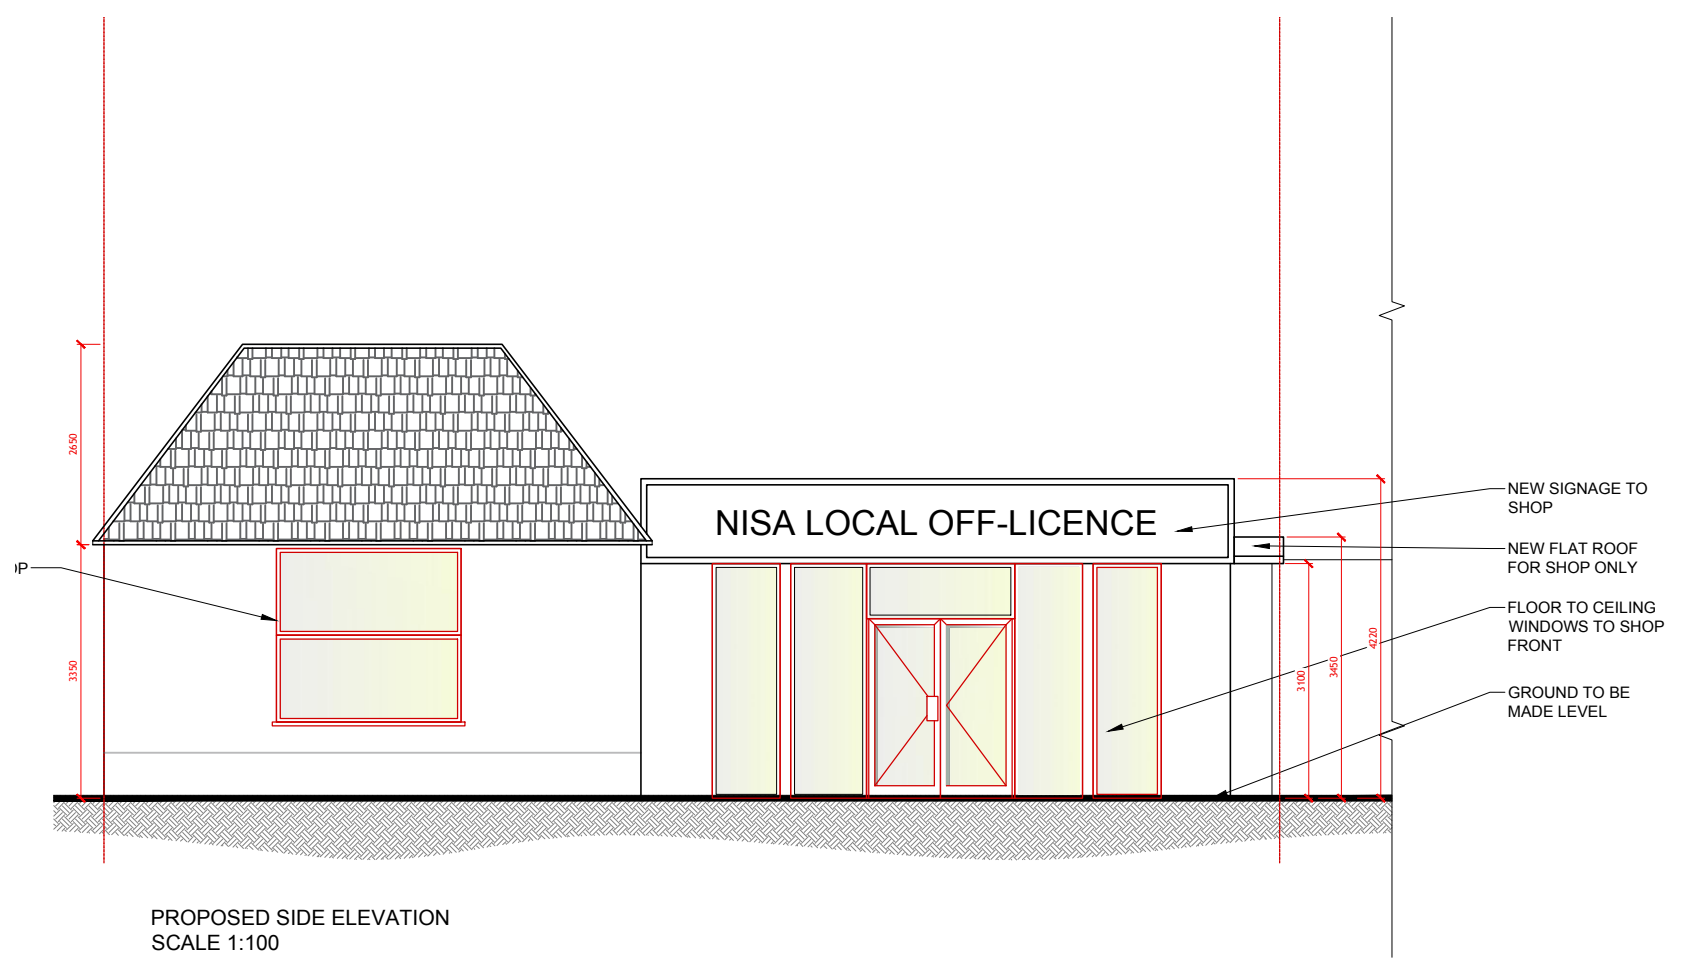 NISA LOCAL OFF-LICENCE
NEW SIGNAGE TO
SHOP
NEW FLAT ROOF
FOR SHOP ONLY
FLOOR TO CEILING
WINDOWS TO SHOP
FRONT
GROUND TO BE
MADE LEVEL
2650
3350
3100
3450
4220
PROPOSED SIDE ELEVATION
SCALE 1:100